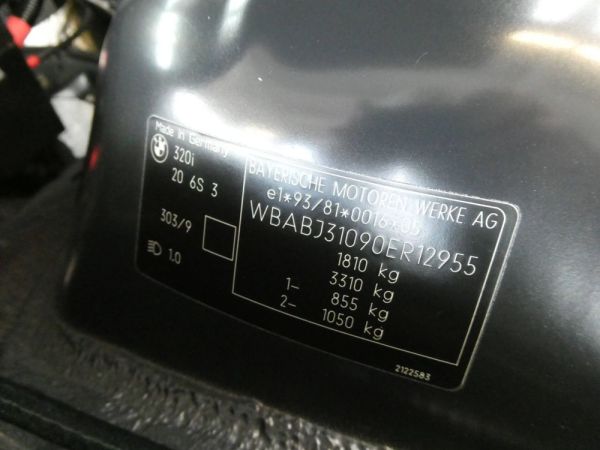 Made in Germany
320i
20 6S 3
303/9
1.0
BAYERISCHE MOTOREN WERKE AG
e1*93/81*0016*05
WBABJ31090ER12955
1810 kg
3310 kg
1- 855 kg
2- 1050 kg
2122583